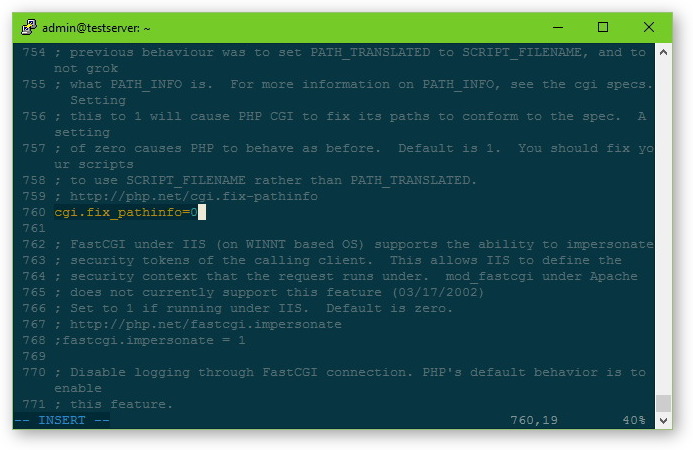 admin@testserver: ~
754 ; previous behaviour was to set PATH_TRANSLATED to SCRIPT_FILENAME, and to
not grok
755 ; what PATH_INFO is.  For more information on PATH_INFO, see the cgi specs.
Setting
756 ; this to 1 will cause PHP CGI to fix its paths to conform to the spec.  A
setting
757 ; of zero causes PHP to behave as before.  Default is 1.  You should fix yo
ur scripts
758 ; to use SCRIPT_FILENAME rather than PATH_TRANSLATED.
759 ; http://php.net/cgi.fix-pathinfo
760 cgi.fix_pathinfo=0
761
762 ; FastCGI under IIS (on WINNT based OS) supports the ability to impersonate
763 ; security tokens of the calling client.  This allows IIS to define the
764 ; security context that the request runs under.  mod_fastcgi under Apache
765 ; does not currently support this feature (03/17/2002)
766 ; Set to 1 if running under IIS.  Default is zero.
767 ; http://php.net/fastcgi.impersonate
768 ;fastcgi.impersonate = 1
769
770 ; Disable logging through FastCGI connection. PHP's default behavior is to
enable
771 ; this feature.
-- INSERT -- 760,19 40%